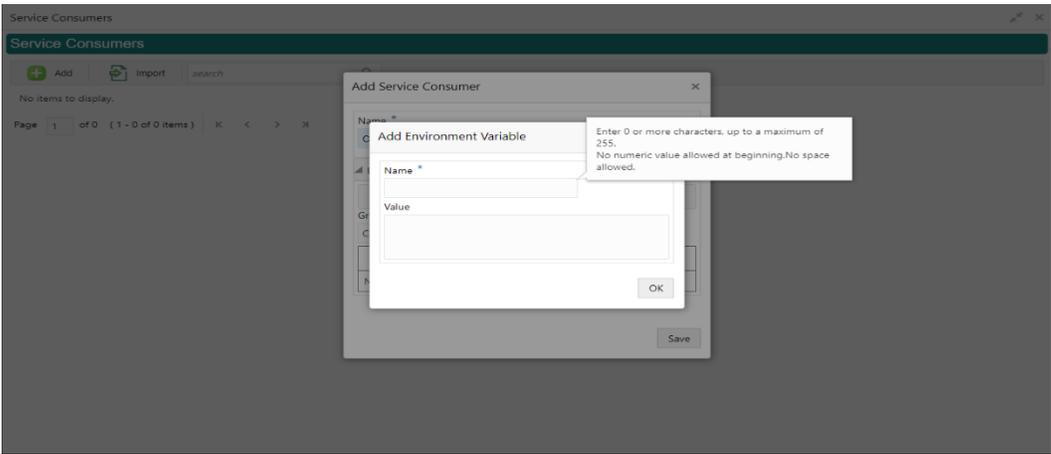 Service Consumers
Service Consumers
Add Import search
No items to display.
Page 1 of 0 ( 1 - 0 of 0 items )
Add Service Consumer
Name *
Add Environment Variable
Enter 0 or more characters, up to a maximum of
255.
No numeric value allowed at beginning.No space
allowed.
Name *
Value
OK
Save